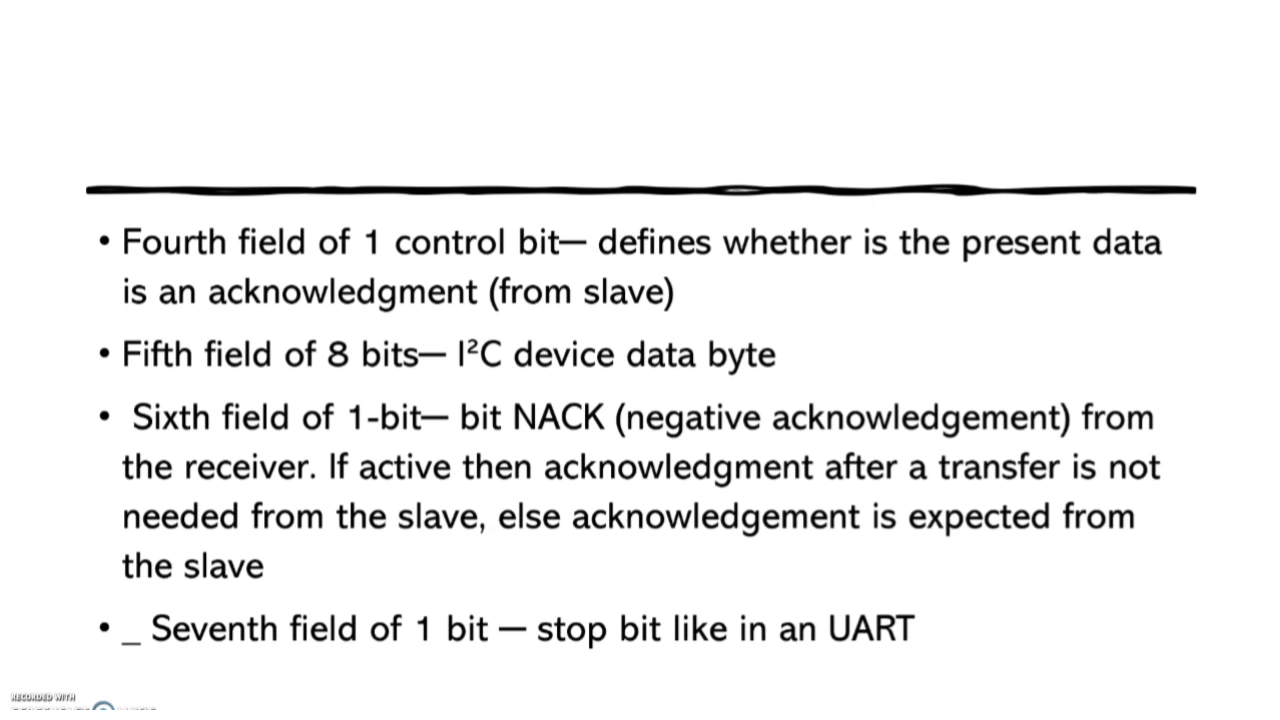 • Fourth field of 1 control bit— defines whether is the present data
is an acknowledgment (from slave)
• Fifth field of 8 bits— I²C device data byte
• Sixth field of 1-bit— bit NACK (negative acknowledgement) from
the receiver. If active then acknowledgment after a transfer is not
needed from the slave, else acknowledgement is expected from
the slave
• _ Seventh field of 1 bit — stop bit like in an UART
RECORDED WITH